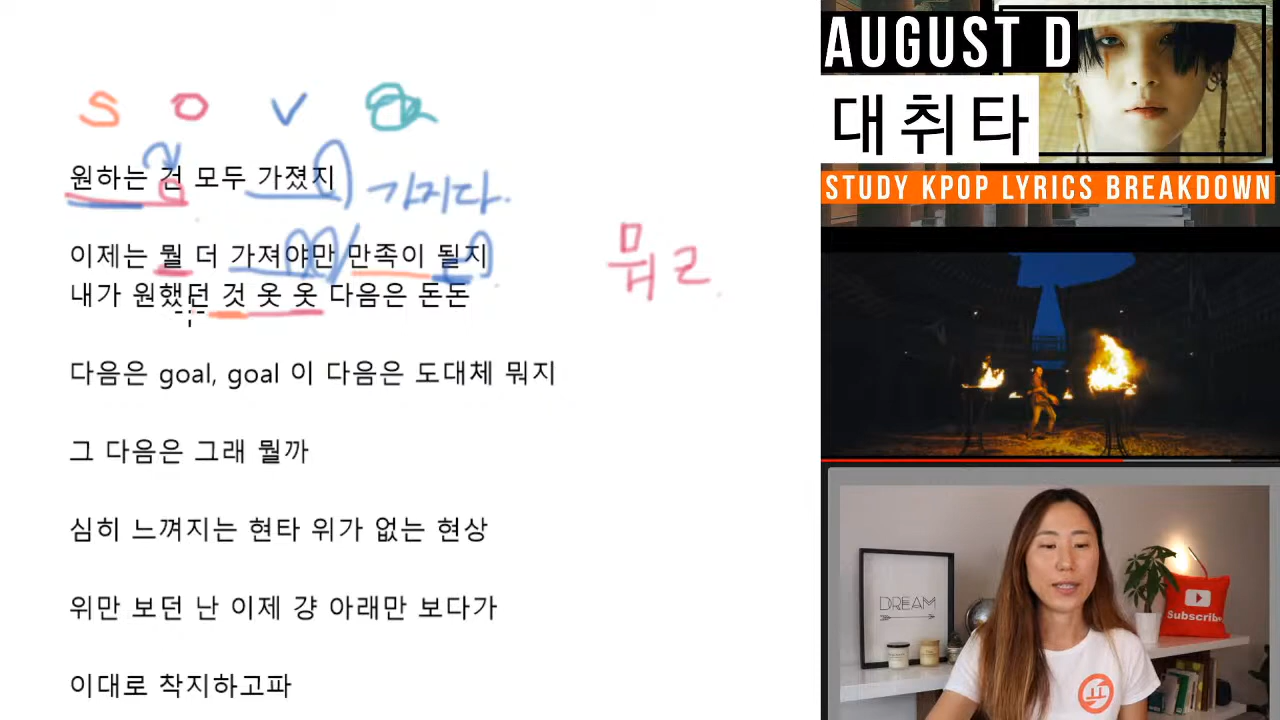 S O V
원하는 건 모두 가졌지 가지다.
이제는 뭘 더 가져야만 만족이 될지
뭐 ㄹ
내가 원했던 것 옷 옷 다음은 돈돈
다음은 goal, goal 이 다음은 도대체 뭐지
그 다음은 그래 뭘까
심히 느껴지는 현타 위가 없는 현상
위만 보던 난 이제 걍 아래만 보다가
이대로 착지하고파
AUGUST D
대취타
STUDY KPOP LYRICS BREAKDOWN
DREAM
Subscribe